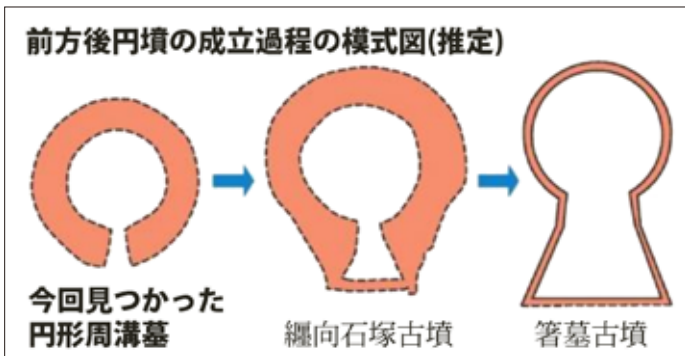 前方後円墳の成立過程の模式図(推定)
今回見つかった
円形周溝墓
纒向石塚古墳
箸墓古墳